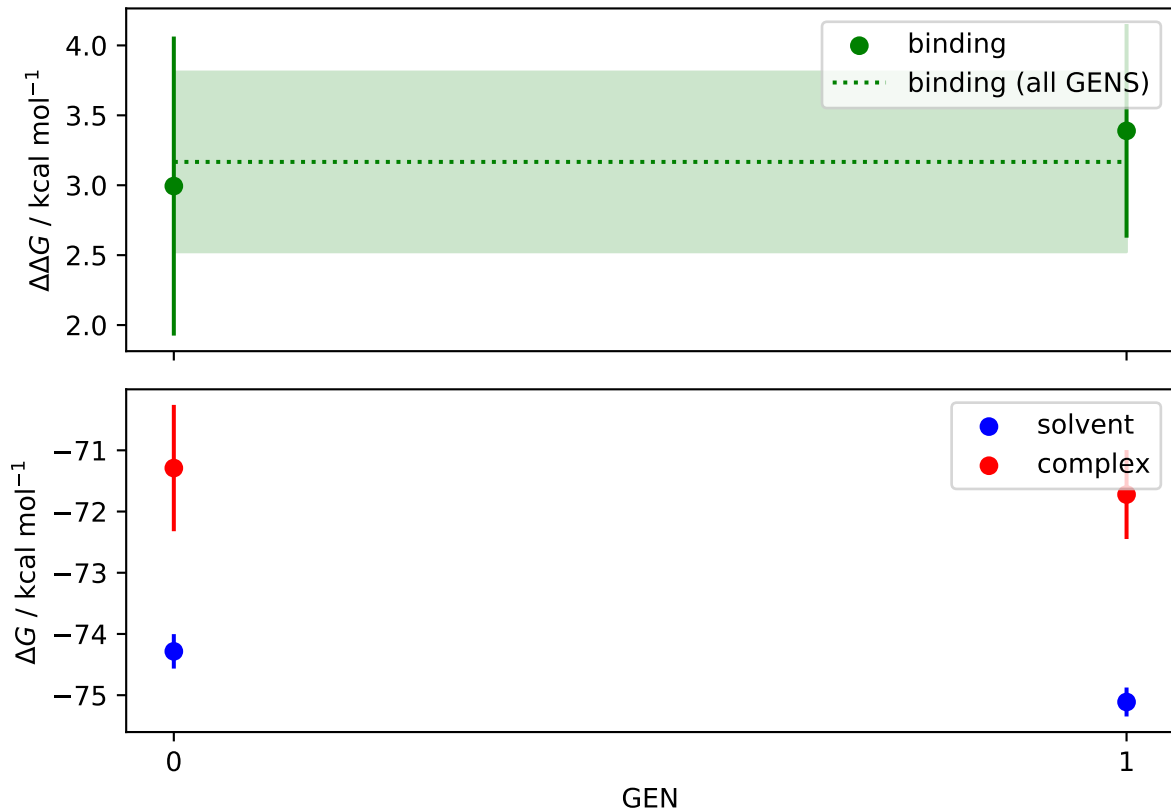 4.0
3.5
3.0
2.5
2.0
ΔΔG / kcal mol⁻¹
binding
binding (all GENS)
−71
−72
−73
−74
−75
ΔG / kcal mol⁻¹
solvent
complex
0
1
GEN